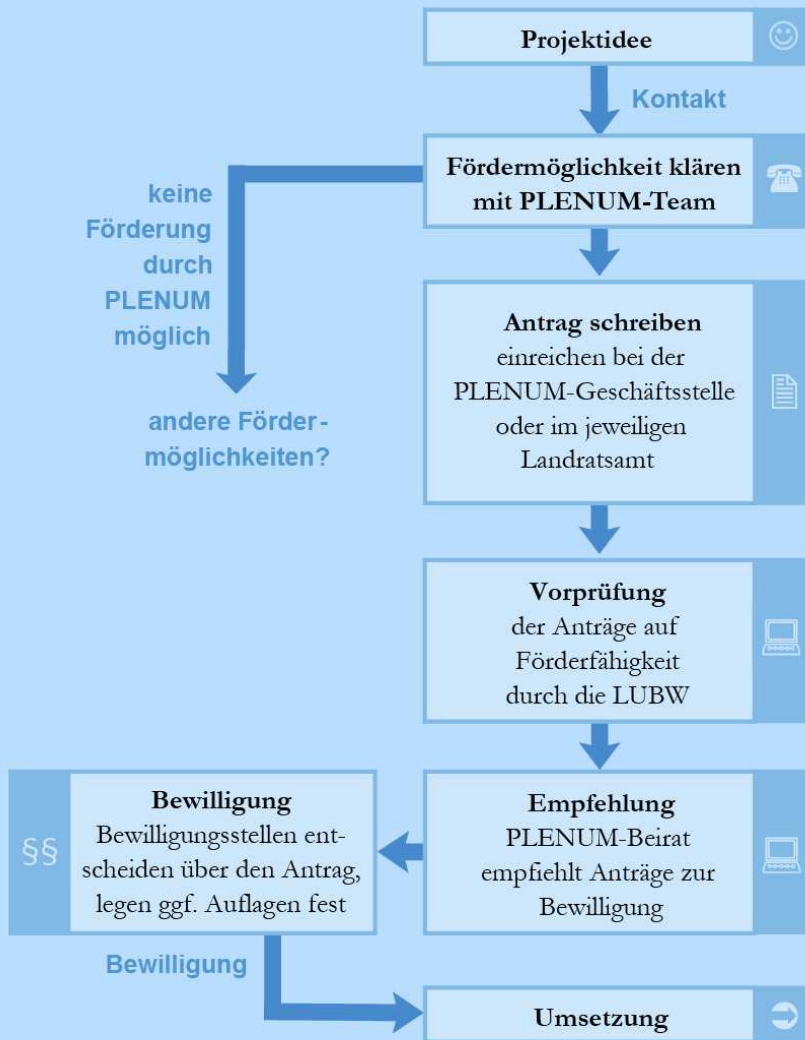 Projektidee
Kontakt
Fördermöglichkeit klären
mit PLENUM-Team
keine
Förderung
durch
PLENUM
möglich
andere Förder-
möglichkeiten?
Antrag schreiben
einreichen bei der
PLENUM-Geschäftsstelle
oder im jeweiligen
Landratsamt
Vorprüfung
der Anträge auf
Förderfähigkeit
durch die LUBW
Empfehlung
PLENUM-Beirat
empfiehlt Anträge zur
Bewilligung
§§
Bewilligung
Bewilligungsstellen ent-
scheiden über den Antrag,
legen ggf. Auflagen fest
Bewilligung
Umsetzung